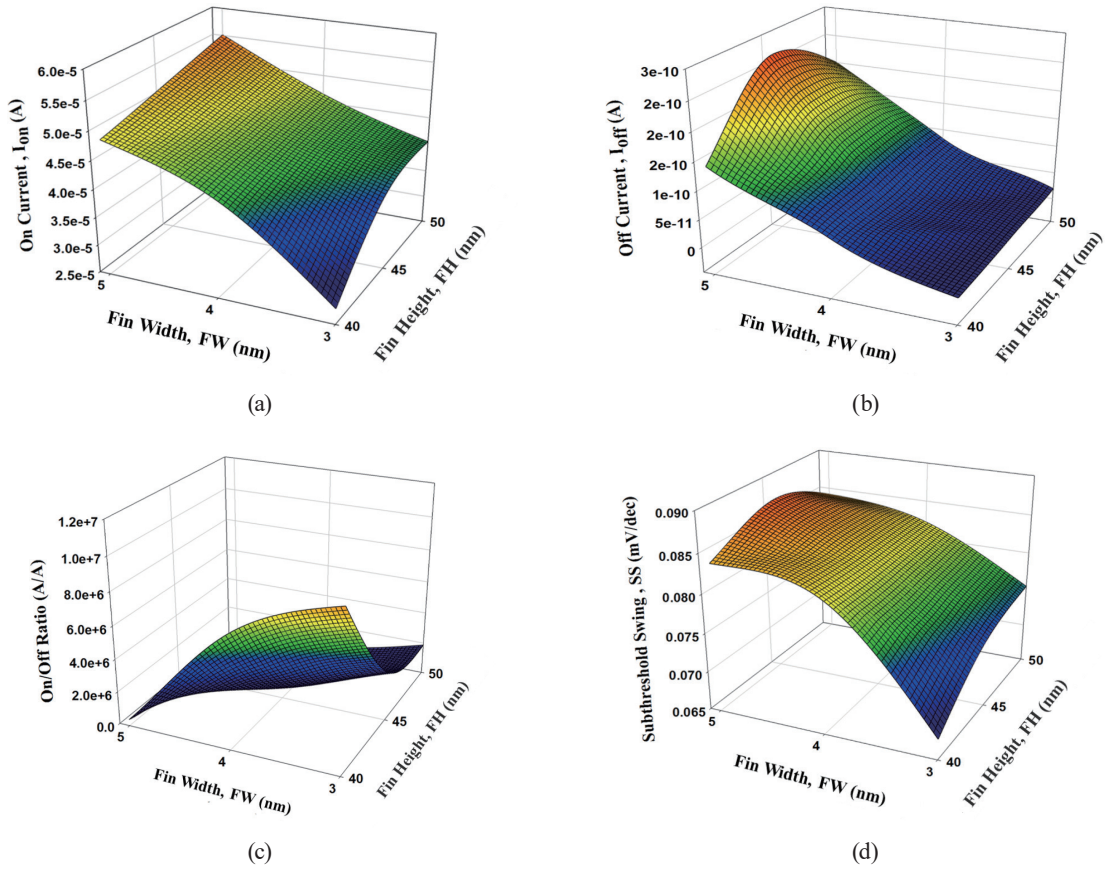 6.0e-5
5.5e-5
5.0e-5
4.5e-5
4.0e-5
3.5e-5
3.0e-5
2.5e-5
On Current , Ion (A)
5
4
3
Fin Width, FW (nm)
40
45
50
Fin Height, FH (nm)
(a)
3e-10
2e-10
2e-10
2e-10
1e-10
5e-11
0
Off Current , Ioff (A)
5
4
3
Fin Width, FW (nm)
40
45
50
Fin Height, FH (nm)
(b)
1.2e+7
1.0e+7
8.0e+6
6.0e+6
4.0e+6
2.0e+6
0.0
On/Off Ratio (A/A)
5
4
3
Fin Width, FW (nm)
40
45
50
Fin Height, FH (nm)
(c)
0.090
0.085
0.080
0.075
0.070
0.065
Subthreshold Swing , SS (mV/dec)
5
4
3
Fin Width, FW (nm)
40
45
50
Fin Height, FH (nm)
(d)